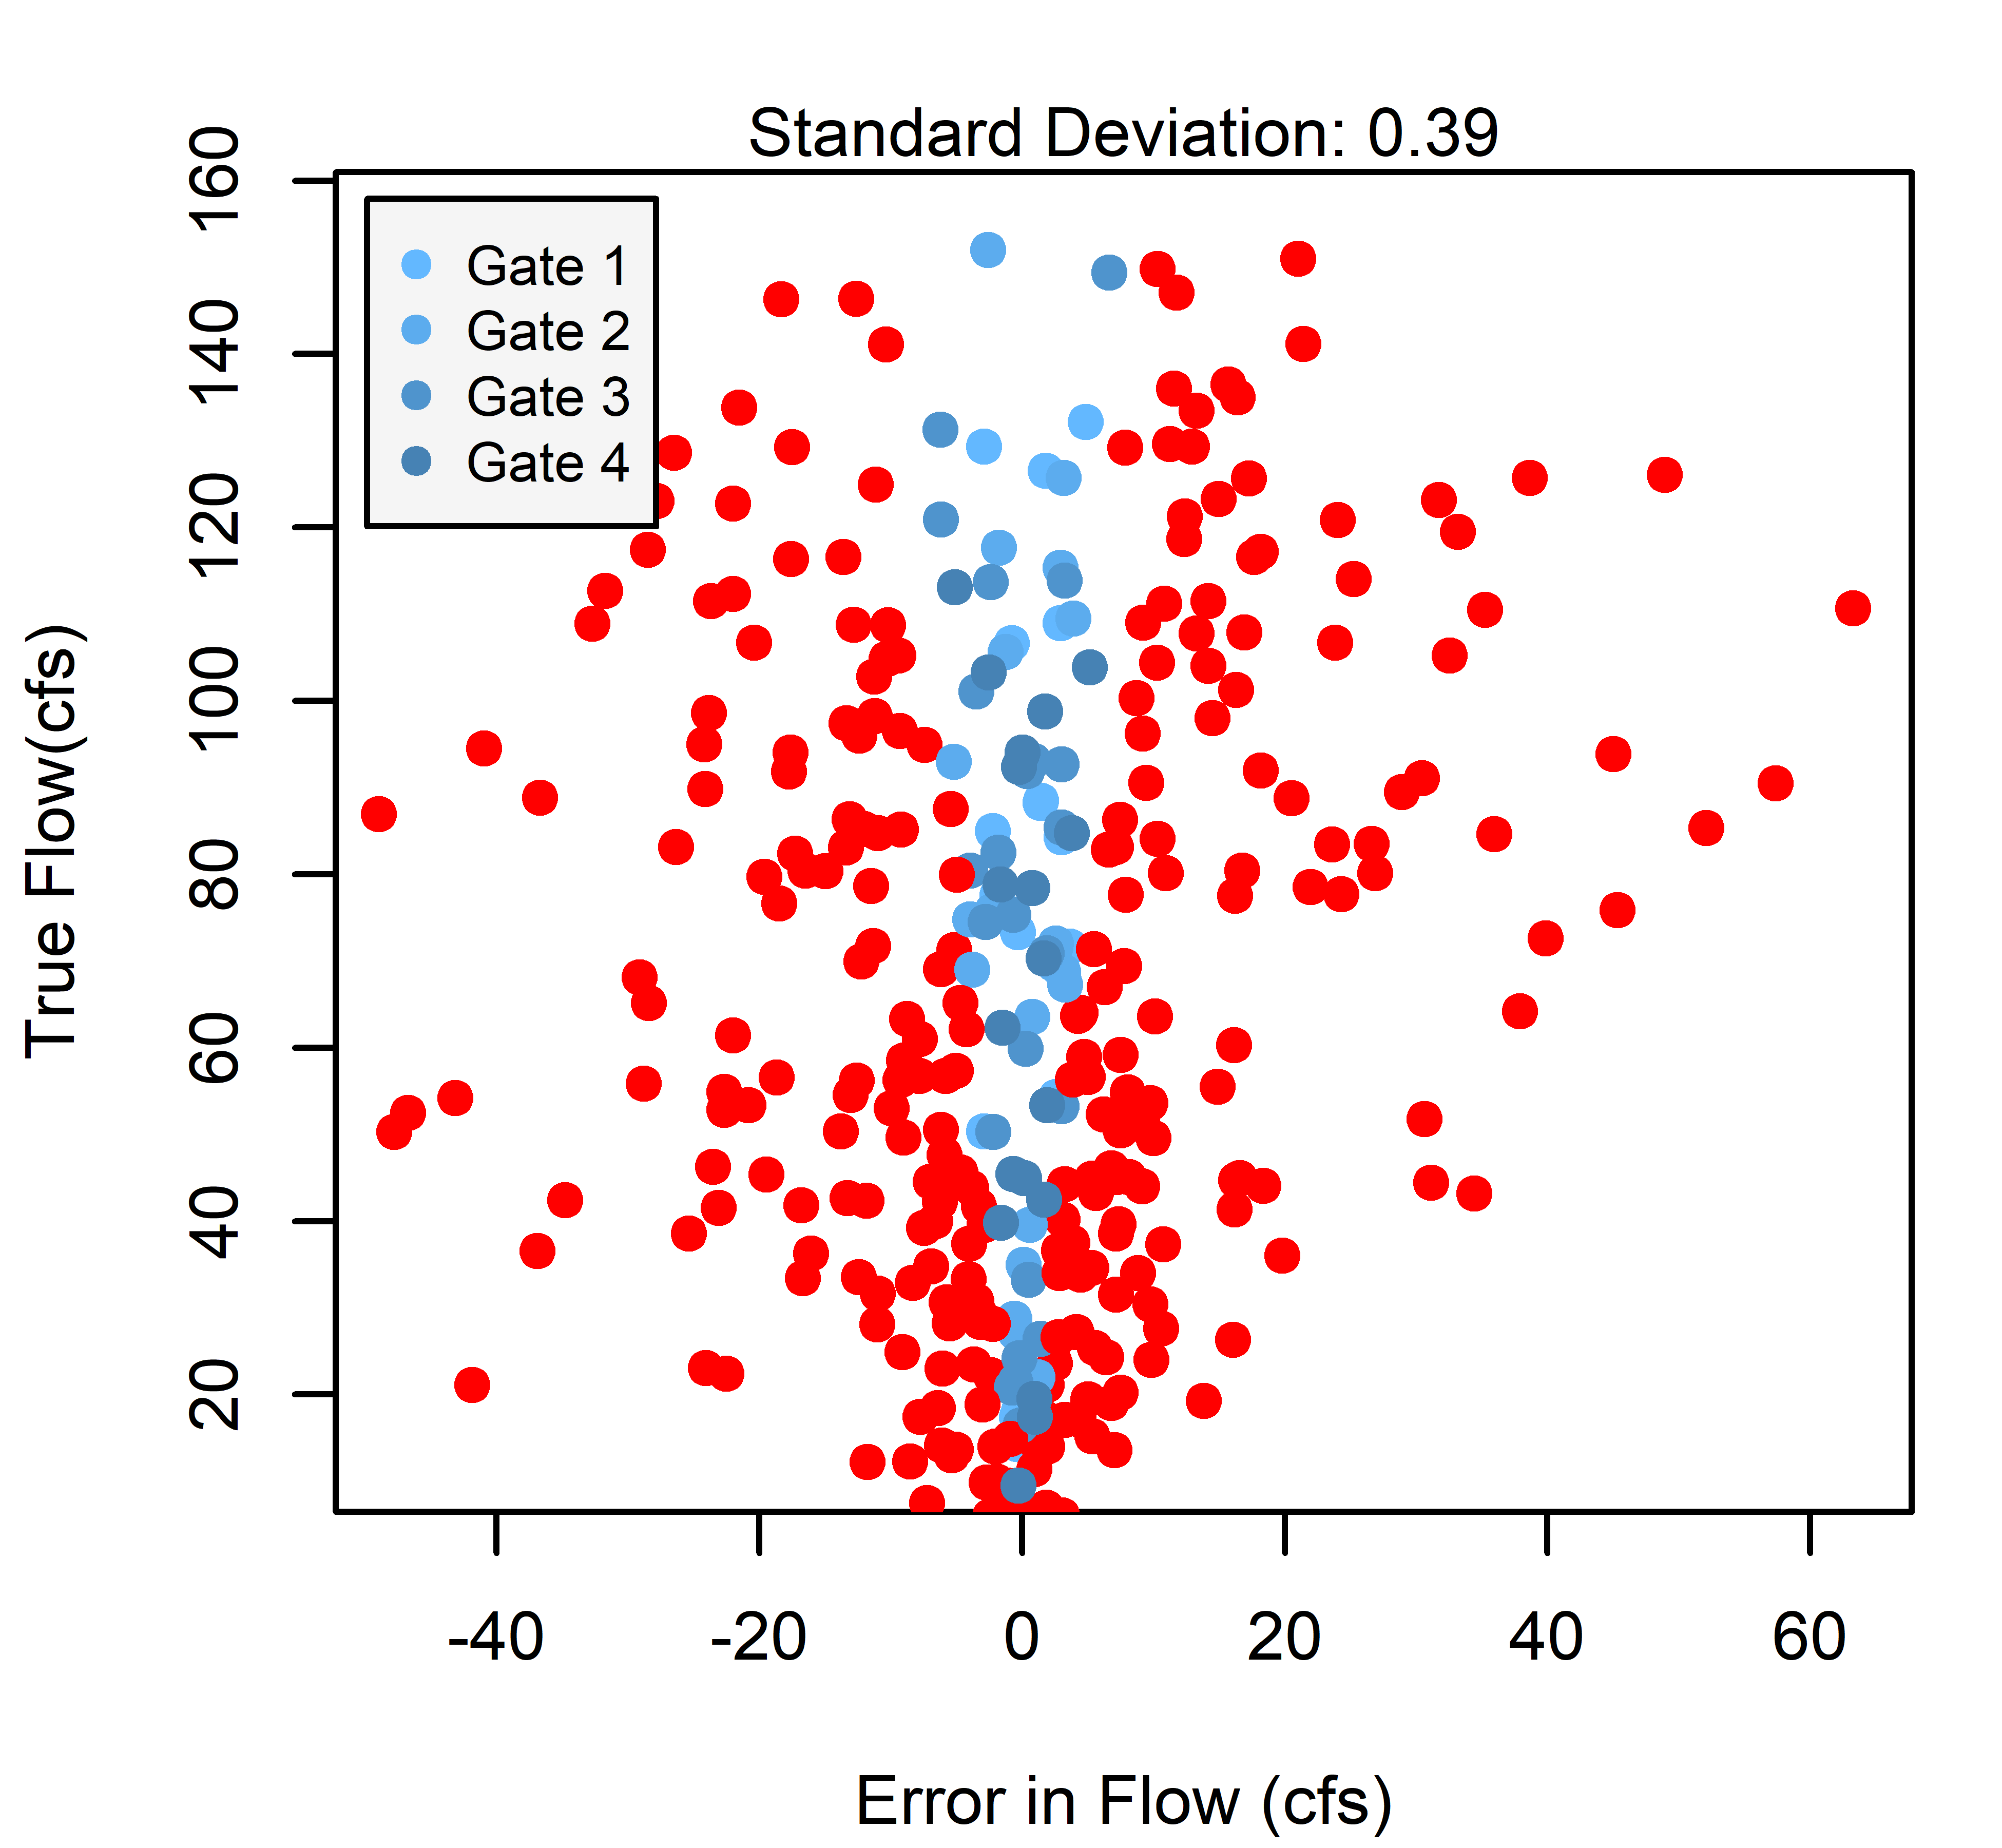 Standard Deviation: 0.39
Gate 1
Gate 2
Gate 3
Gate 4
True Flow(cfs)
160
140
120
100
80
60
40
20
-40 -20 0 20 40 60
Error in Flow (cfs)